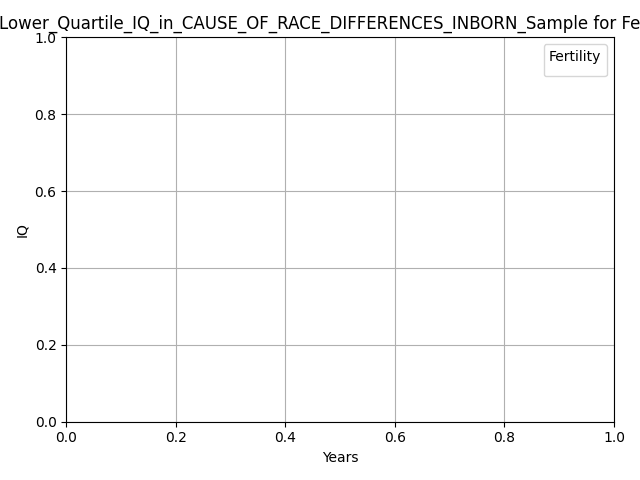 Lower_Quartile_IQ_in_CAUSE_OF_RACE_DIFFERENCES_INBORN_Sample for Fe
1.0
Fertility
0.8
0.6
IQ
0.4
0.2
0.0
0.0 0.2 0.4 0.6 0.8 1.0
Years